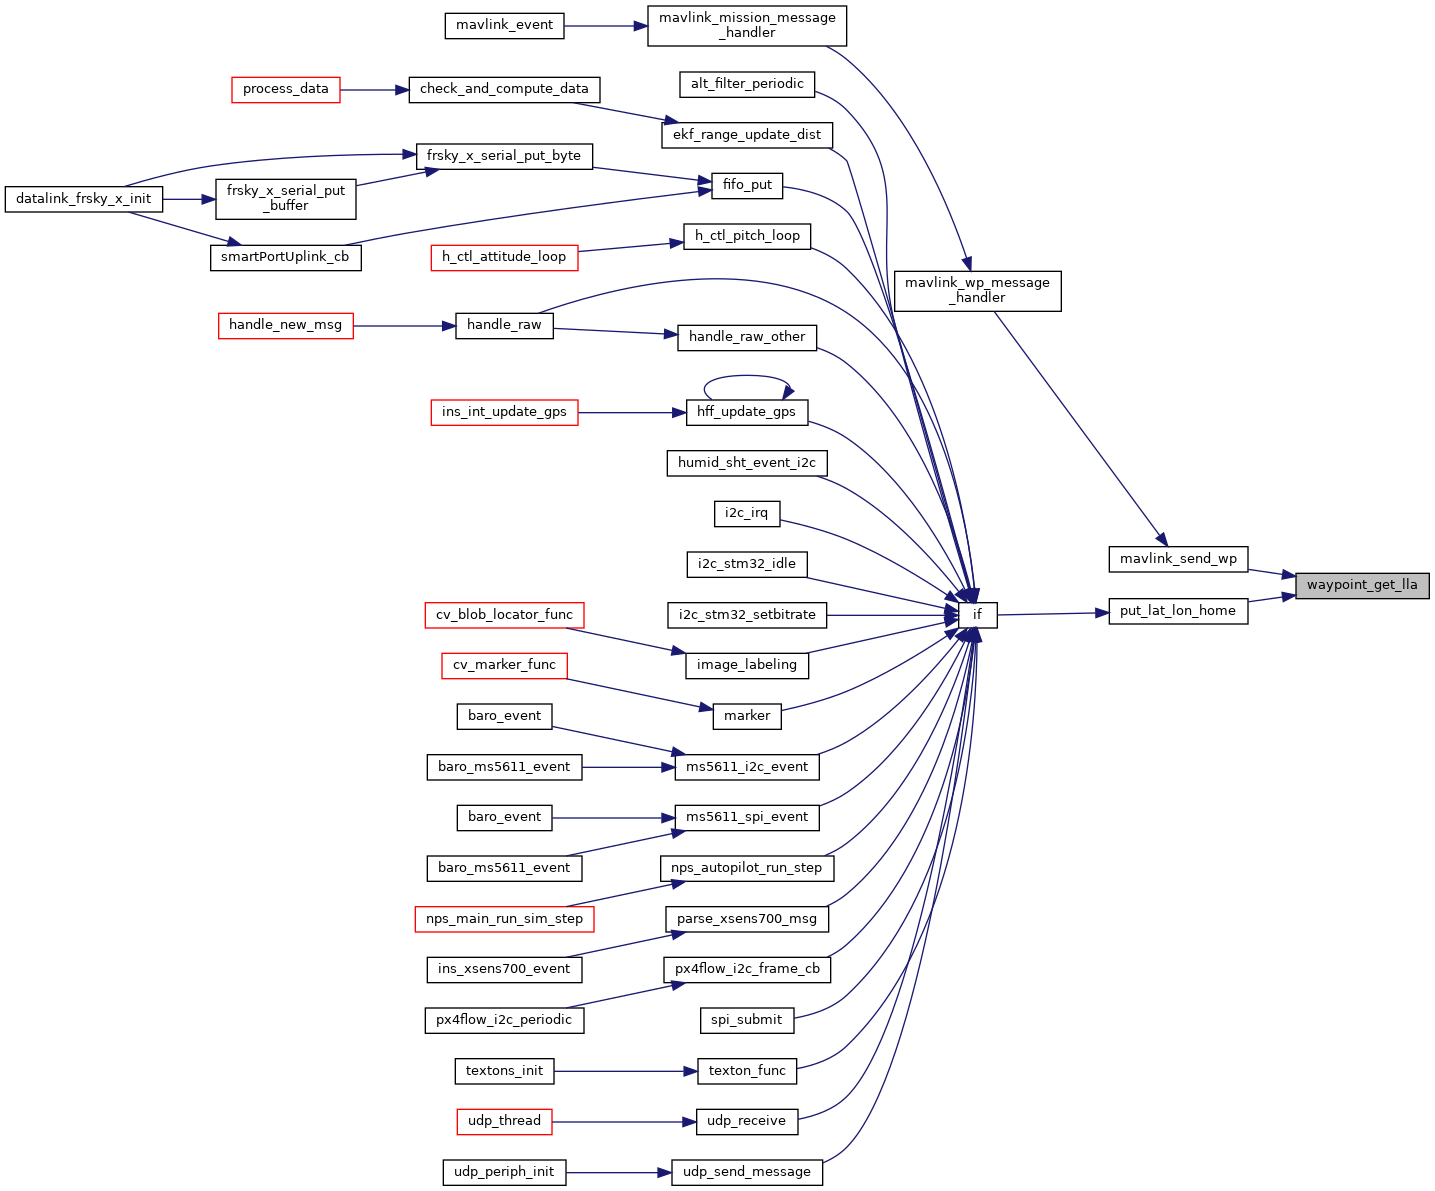 mavlink_event
mavlink_mission_message
_handler
alt_filter_periodic
process_data
check_and_compute_data
ekf_range_update_dist
frsky_x_serial_put_byte
datalink_frsky_x_init
frsky_x_serial_put
_buffer
fifo_put
smartPortUplink_cb
h_ctl_attitude_loop
h_ctl_pitch_loop
mavlink_wp_message
_handler
handle_new_msg
handle_raw
handle_raw_other
ins_int_update_gps
hff_update_gps
humid_sht_event_i2c
i2c_irq
i2c_stm32_idle
mavlink_send_wp
waypoint_get_lla
put_lat_lon_home
if
i2c_stm32_setbitrate
cv_blob_locator_func
image_labeling
cv_marker_func
marker
baro_event
baro_ms5611_event
ms5611_i2c_event
baro_event
ms5611_spi_event
baro_ms5611_event
nps_autopilot_run_step
nps_main_run_sim_step
parse_xsens700_msg
ins_xsens700_event
px4flow_i2c_frame_cb
px4flow_i2c_periodic
spi_submit
textons_init
texton_func
udp_thread
udp_receive
udp_periph_init
udp_send_message